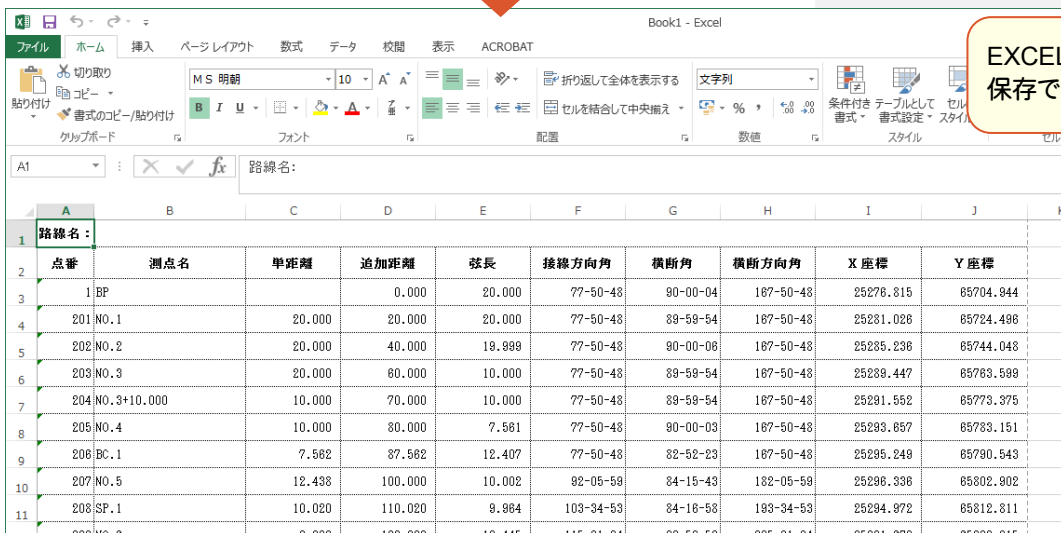 Book1 - Excel
ファイル ホーム 挿入 ページ レイアウト 数式 データ 校閲 表示 ACROBAT
EXCEL
保存で
貼り付け
切り取り
コピー
書式のコピー/貼り付け
クリップボード
MS 明朝 10
B I U
フォント
折り返して全体を表示する
セルを結合して中央揃え
配置
文字列
数値
条件付き書式
テーブルとして書式設定
スタイル
A1 fx 路線名:
A B C D E F G H I J
1 路線名:
2 点番 測点名 単距離 追加距離 弦長 接線方向角 横断角 横断方向角 X座標 Y座標
3 1 BP 0.000 20.000 77-50-48 90-00-04 167-50-48 25276.815 65704.944
4 201 NO.1 20.000 20.000 20.000 77-50-48 89-59-54 167-50-48 25281.026 65724.496
5 202 NO.2 20.000 40.000 19.999 77-50-48 90-00-06 167-50-48 25285.236 65744.048
6 203 NO.3 20.000 60.000 10.000 77-50-48 89-59-54 167-50-48 25289.447 65763.599
7 204 NO.3+10.000 10.000 70.000 10.000 77-50-48 89-59-54 167-50-48 25291.552 65773.375
8 205 NO.4 10.000 80.000 7.561 77-50-48 90-00-03 167-50-48 25293.657 65783.151
9 206 BC.1 7.562 87.562 12.407 77-50-48 82-52-23 167-50-48 25295.249 65790.543
10 207 NO.5 12.438 100.000 10.002 92-05-59 84-15-43 182-05-59 25296.336 65802.902
11 208 SP.1 10.020 110.020 9.964 103-34-53 84-16-58 193-34-53 25294.972 65812.811